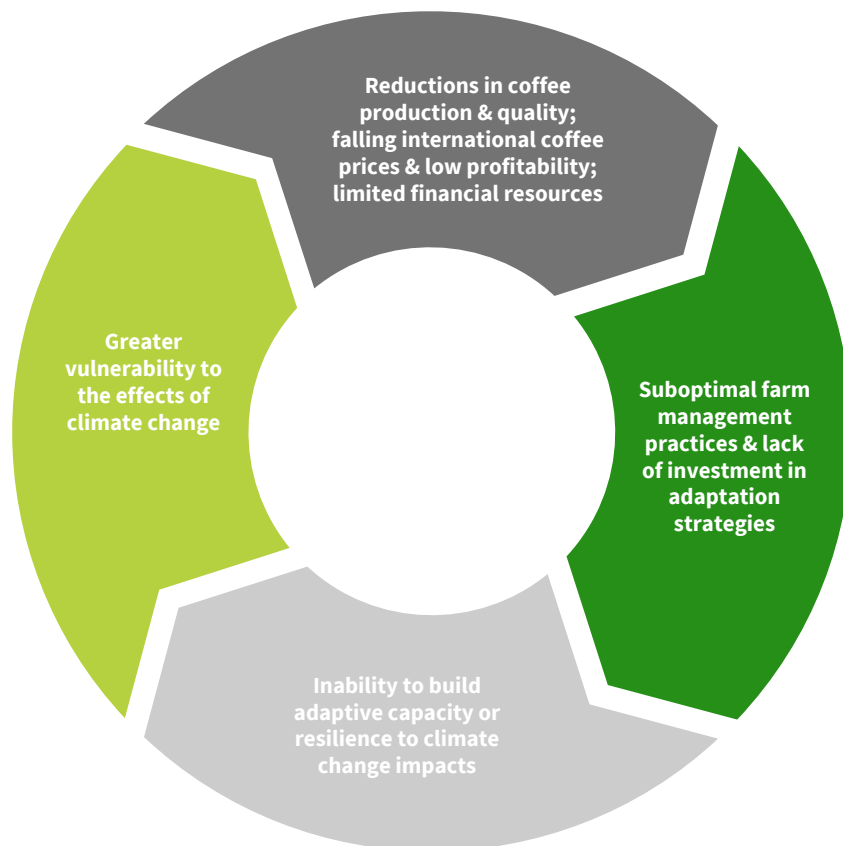 Reductions in coffee
production & quality;
falling international coffee
prices & low profitability;
limited financial resources
Suboptimal farm
management
practices & lack
of investment in
adaptation
strategies
Inability to build
adaptive capacity or
resilience to climate
change impacts
Greater
vulnerability to
the effects of
climate change